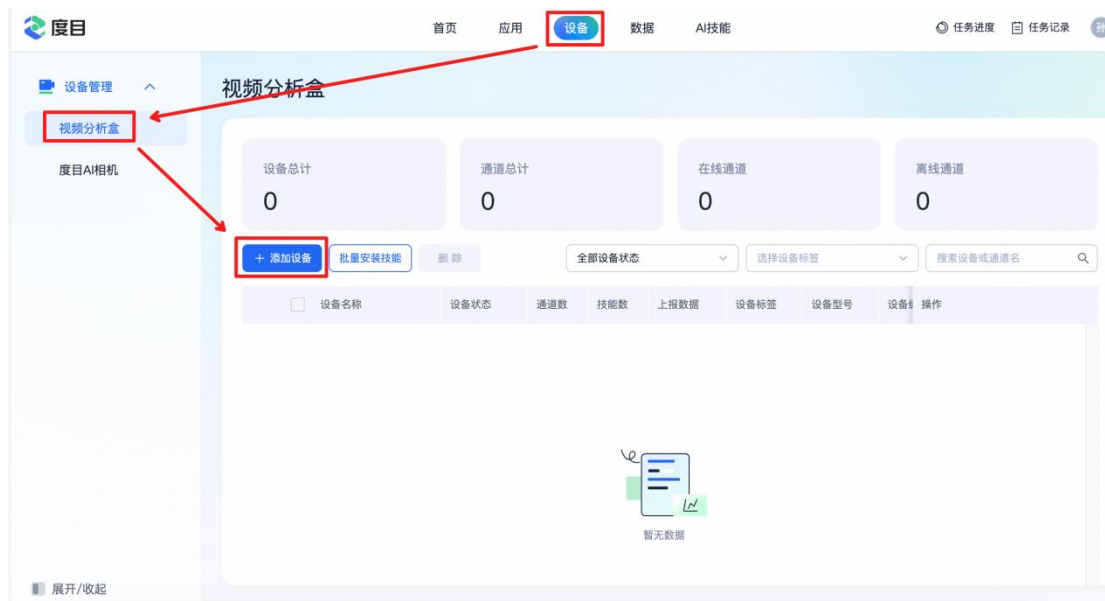 度目 首页 应用 设备 数据 AI技能 任务进度 任务记录 孙
设备管理
视频分析盒
度目AI相机
视频分析盒
设备总计 通道总计 在线通道 离线通道
0 0 0 0
+ 添加设备 批量安装技能 删除 全部设备状态 选择设备标签 搜索设备或通道名
设备名称 设备状态 通道数 技能数 上报数据 设备标签 设备型号 设备 操作
暂无数据
展开/收起